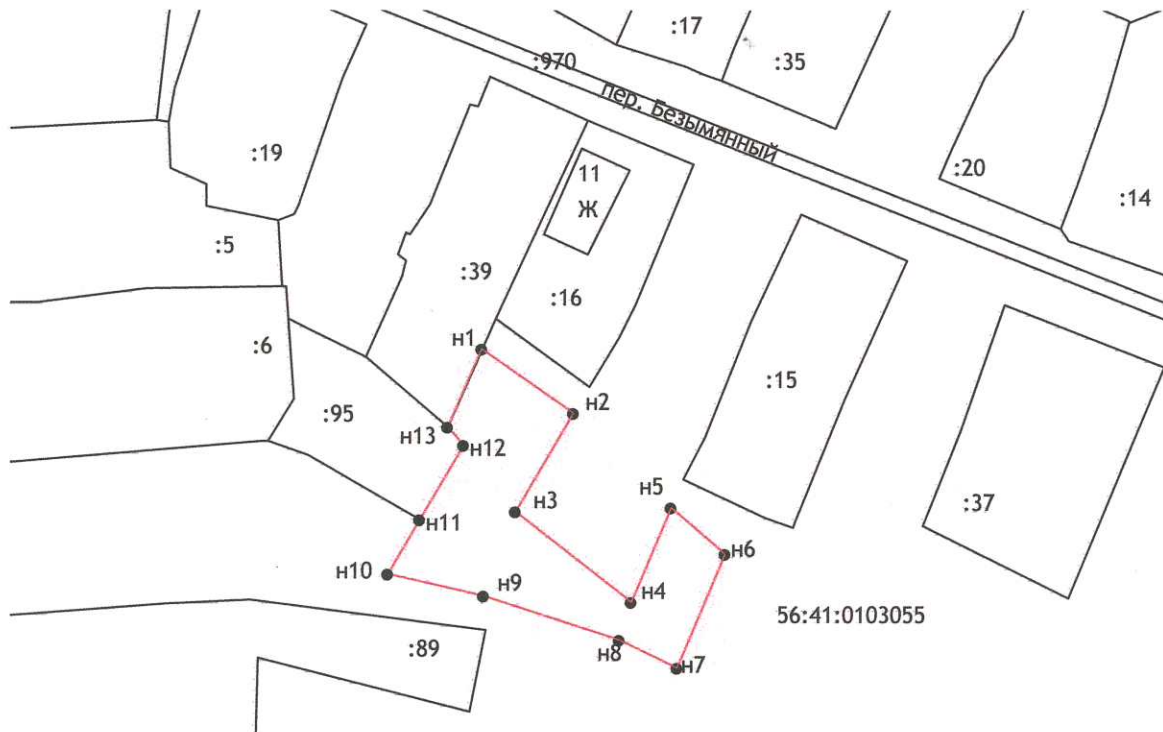 :17
:970
:35
пер. Безымянный
:19
11
Ж
:20
:14
:5
:39
:16
:6
н1
:15
:95
н2
н13
н12
н5
н3
:37
н11
н6
н10
н9
н4
56:41:0103055
:89
н8
н7